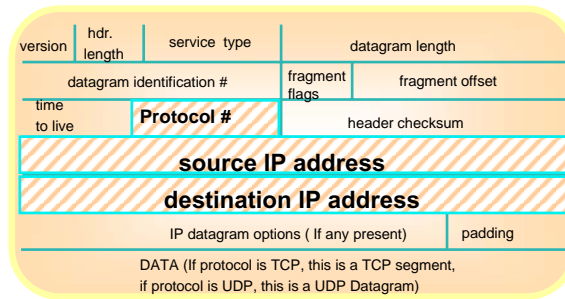 version hdr. length service type datagram length
datagram identification # fragment flags fragment offset
time to live Protocol # header checksum
source IP address
destination IP address
IP datagram options ( If any present) padding
DATA (If protocol is TCP, this is a TCP segment,
if protocol is UDP, this is a UDP Datagram)